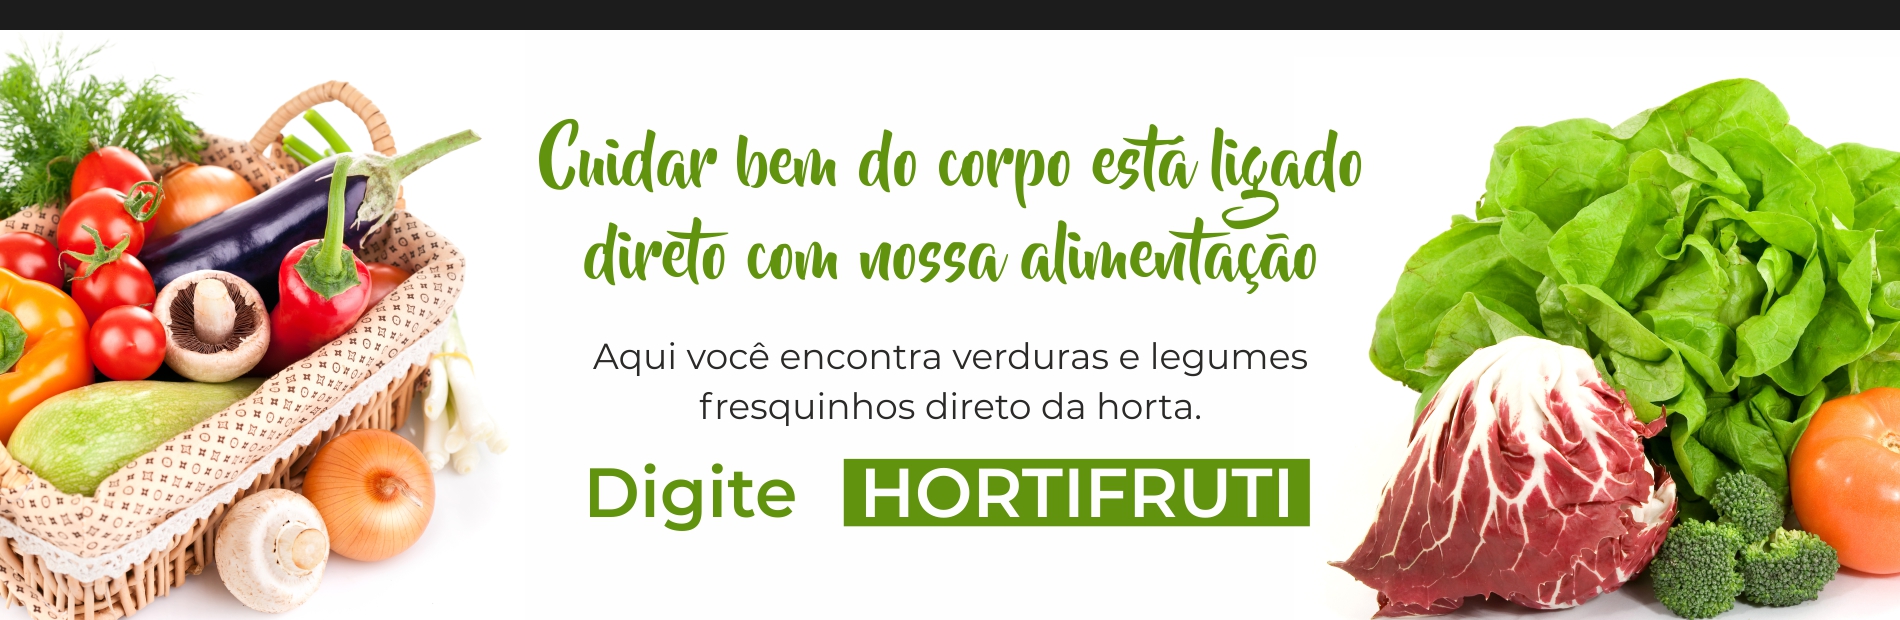 Cuidar bem do corpo está ligado
direto com nossa alimentação
Aqui você encontra verduras e legumes
fresquinhos direto da horta.
Digite HORTIFRUTI